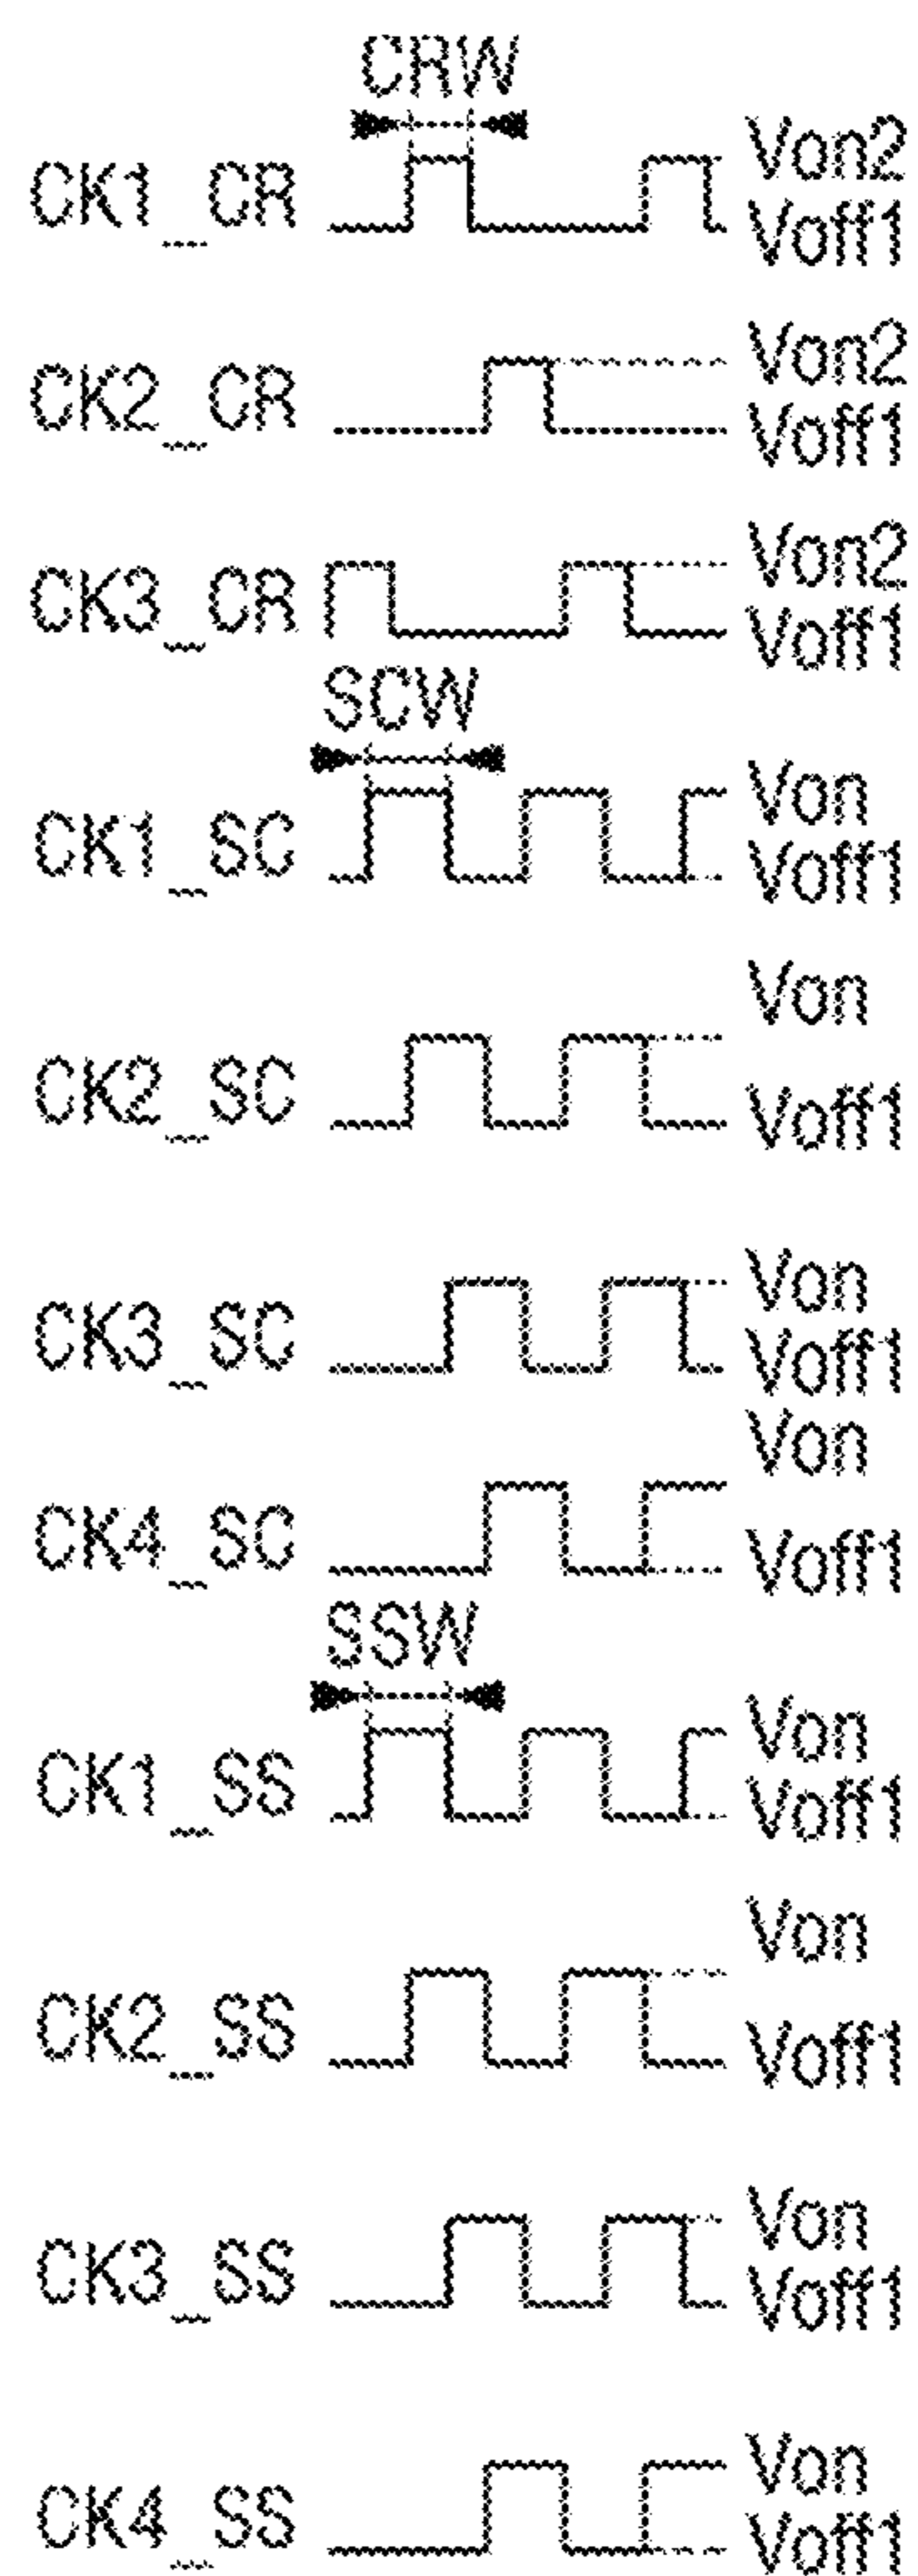 CRW
CK1_CR Von2
Voff1
CK2_CR Von2
Voff1
CK3_CR Von2
Voff1
SCW
CK1_SC Von
Voff1
CK2_SC Von
Voff1
CK3_SC Von
Voff1
CK4_SC Von
Voff1
SSW
CK1_SS Von
Voff1
CK2_SS Von
Voff1
CK3_SS Von
Voff1
CK4_SS Von
Voff1